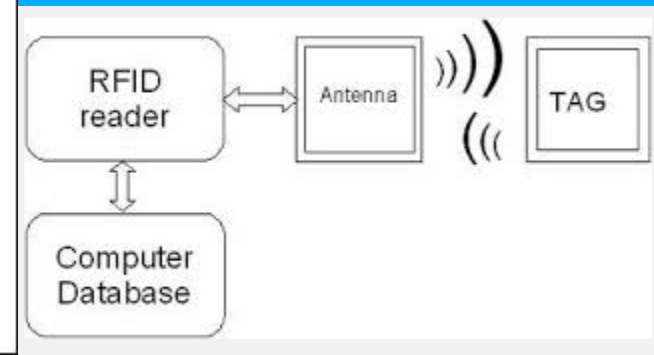 RFID
reader
Antenna
TAG
Computer
Database